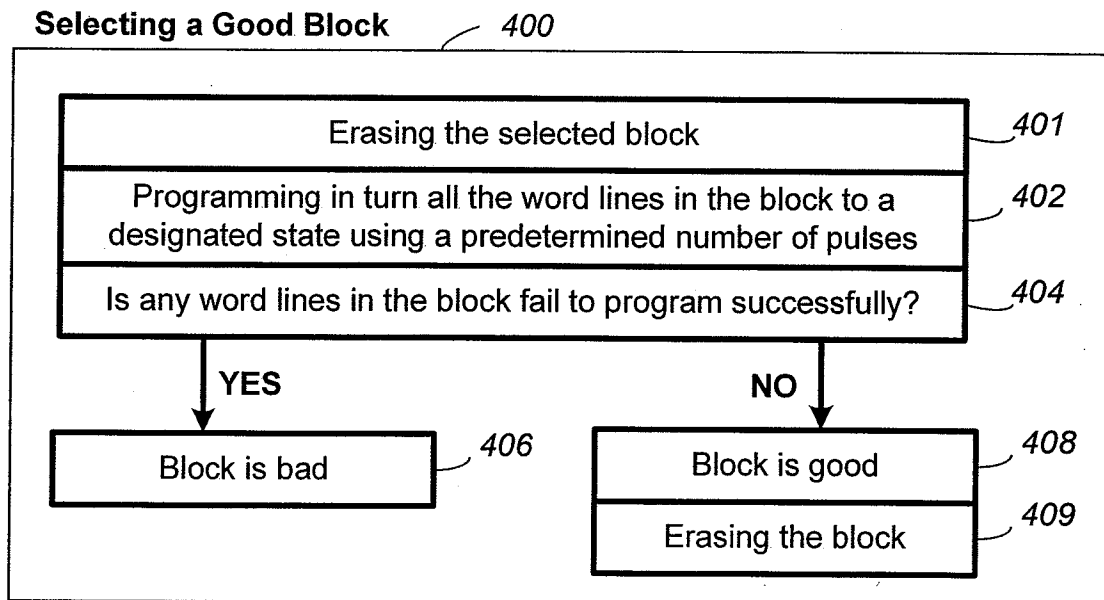 Selecting a Good Block
400
Erasing the selected block
401
Programming in turn all the word lines in the block to a
designated state using a predetermined number of pulses
402
Is any word lines in the block fail to program successfully?
404
YES
NO
Block is bad
406
Block is good
408
Erasing the block
409